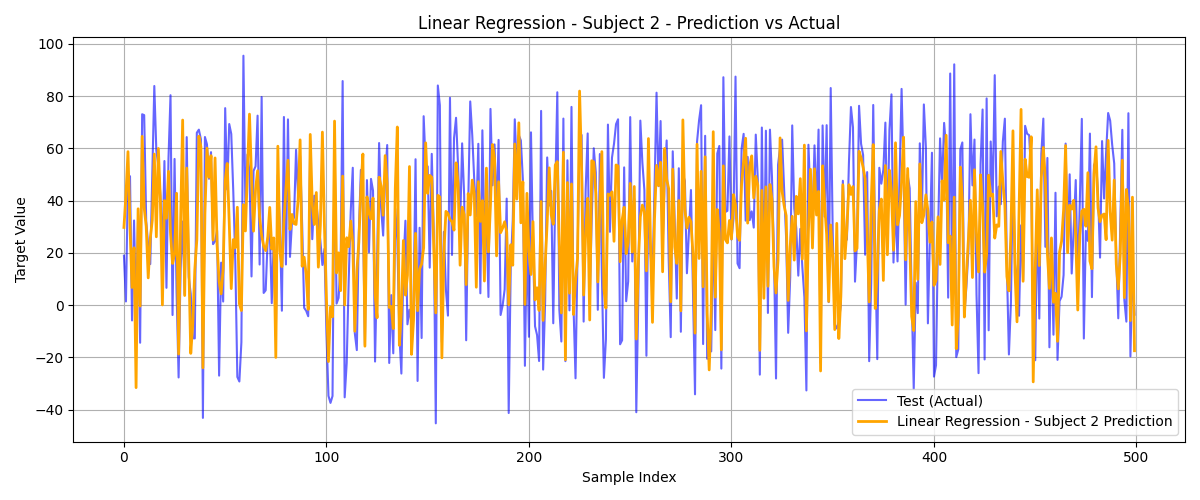 Linear Regression - Subject 2 - Prediction vs Actual
100
80
60
40
20
0
−20
−40
Target Value
0
100
200
300
400
500
Sample Index
Test (Actual)
Linear Regression - Subject 2 Prediction